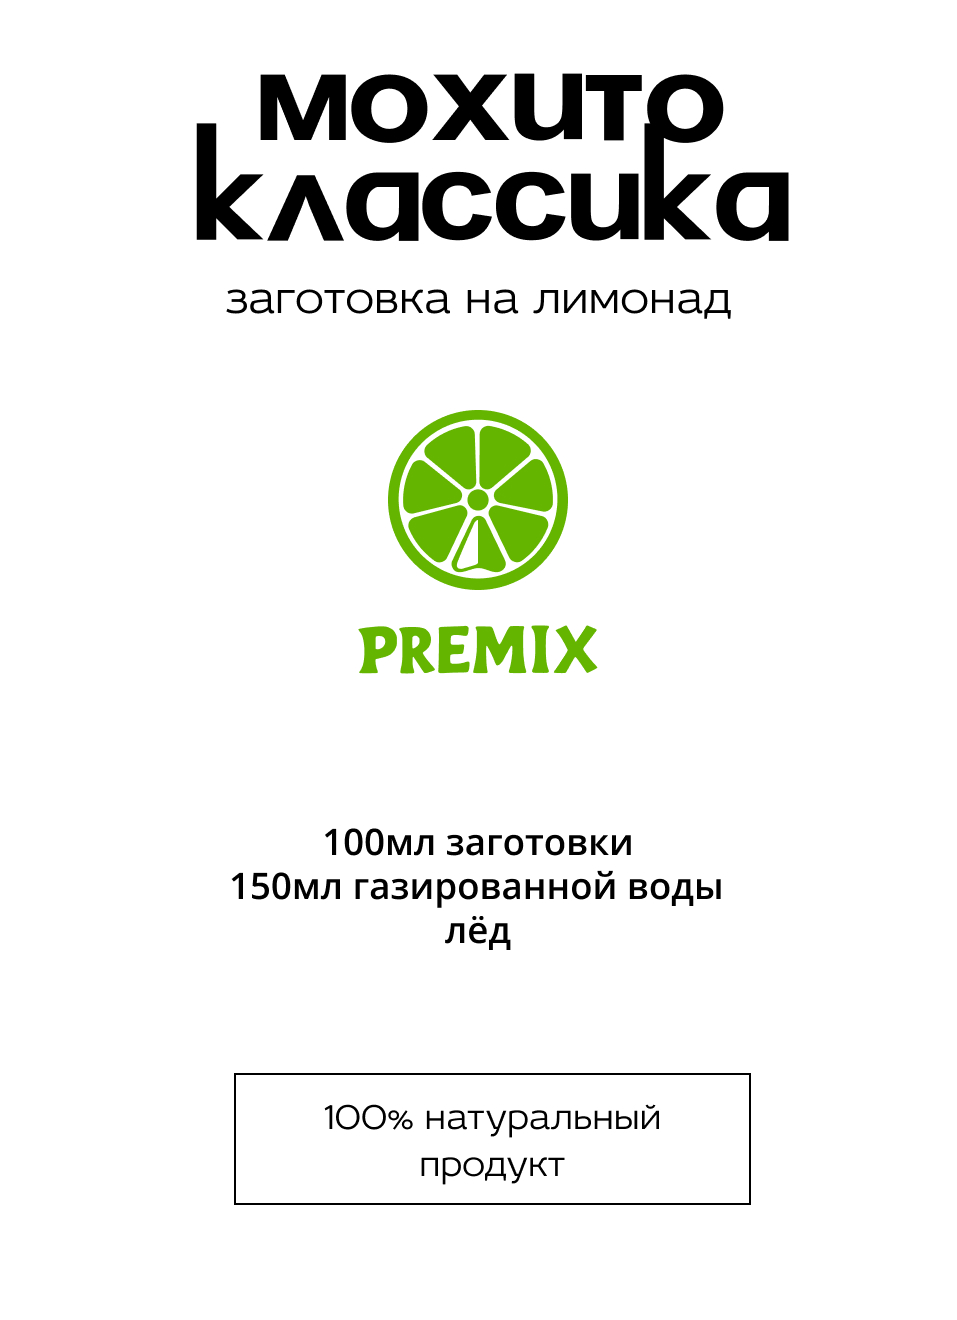 мохито
классика
заготовка на лимонад
PREMIX
100мл заготовки
150мл газированной воды
лёд
100% натуральный
продукт